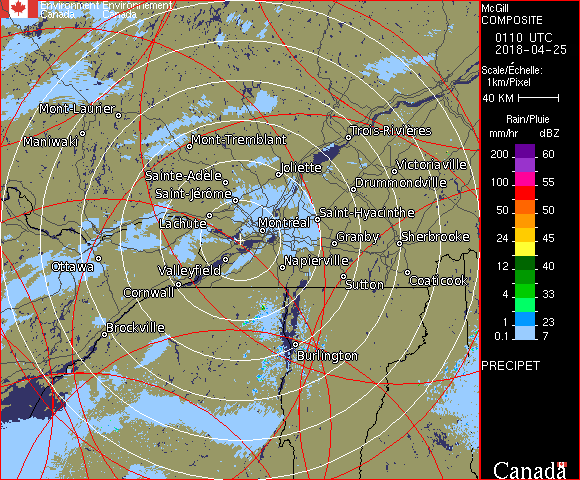 Environment Environnement
Canada Canada
McGill
COMPOSITE
0110 UTC
2018-04-25
Scale/Échelle:
1km/Pixel
40 KM
Rain/Pluie
mm/hr dBZ
200 60
100 55
50 50
24 45
12 40
4 33
1 23
0.1 7
PRECIPET
Canada
Mont-Laurier
Maniwaki
Mont-Tremblant
Trois-Rivières
Sainte-Adèle
Joliette
Victoriaville
Saint-Jérôme
Drummondville
Lachute
Montréal
Saint-Hyacinthe
Granby
Sherbrooke
Ottawa
Valleyfield
Napierville
Cornwall
Sutton
Coaticook
Brockville
Burlington